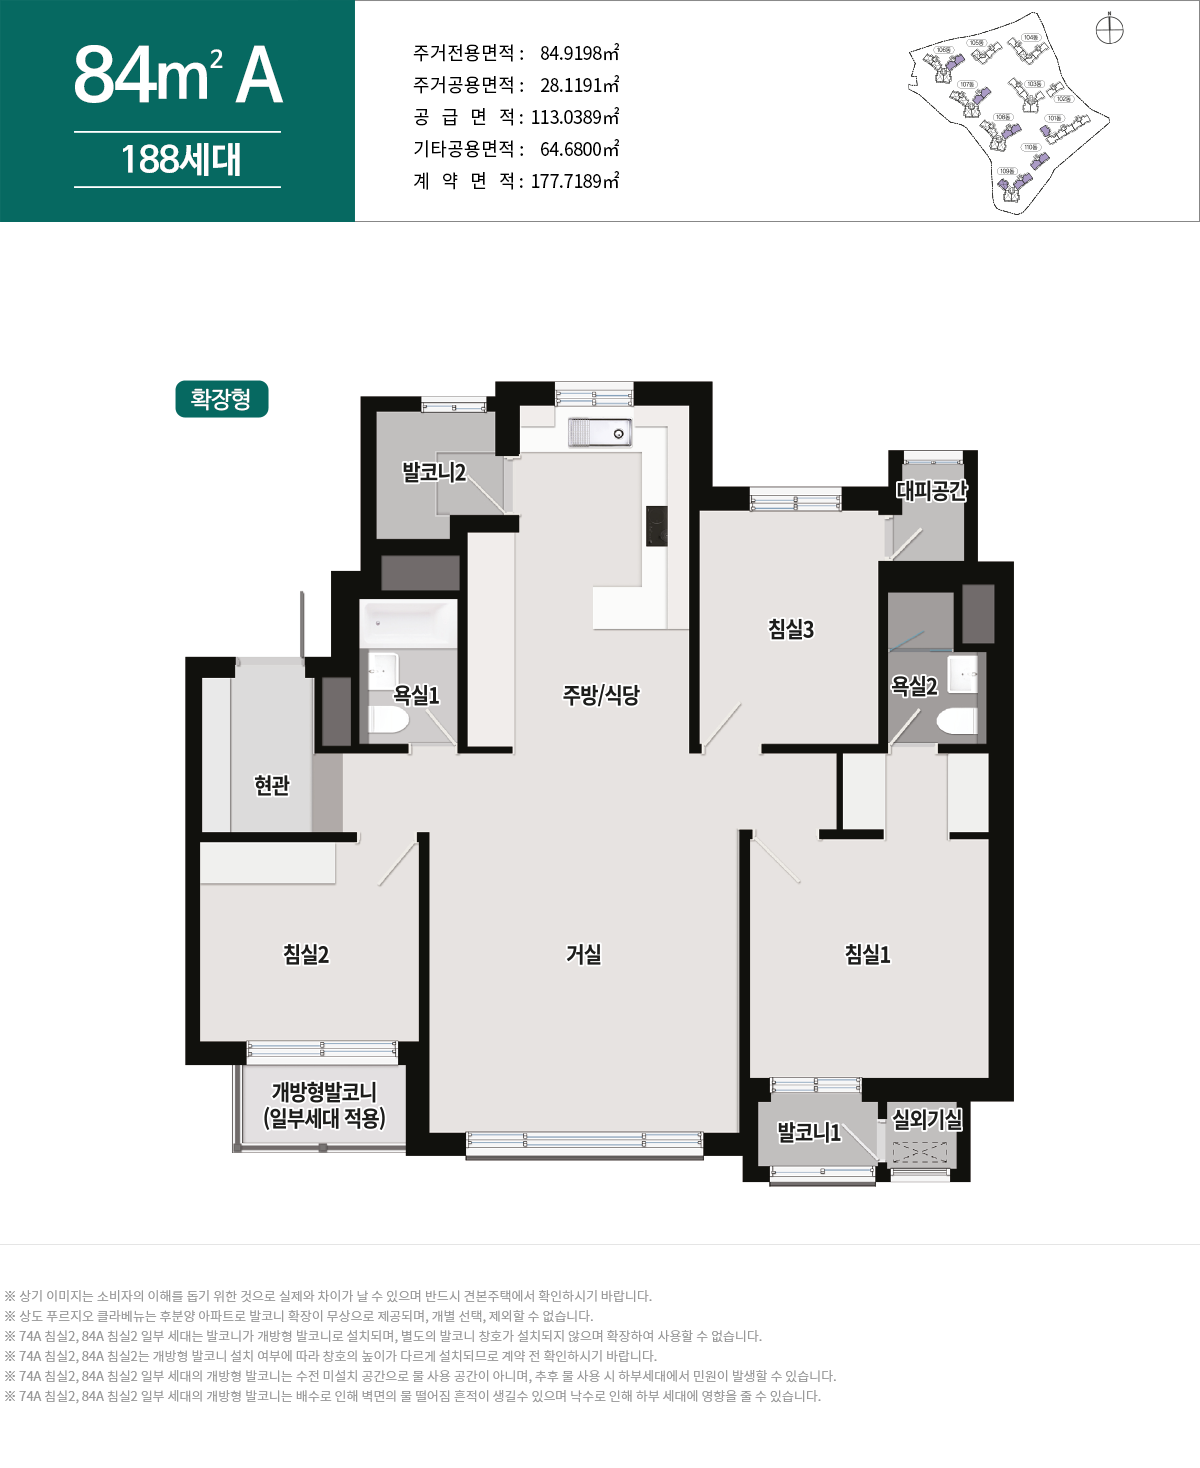 84m² A
188세대
주거전용면적 : 84.9198㎡
주거공용면적 : 28.1191㎡
공 급 면 적 : 113.0389㎡
기타공용면적 : 64.6800㎡
계 약 면 적 : 177.7189㎡
N
104동
105동
106동
103동
107동
102동
108동
101동
110동
109동
확장형
발코니2
대피공간
침실3
욕실1
주방/식당
욕실2
현관
침실2
거실
침실1
개방형발코니
(일부세대 적용)
발코니1
실외기실
※ 상기 이미지는 소비자의 이해를 돕기 위한 것으로 실제와 차이가 날 수 있으며 반드시 견본주택에서 확인하시기 바랍니다.
※ 상도 푸르지오 클라베뉴는 후분양 아파트로 발코니 확장이 무상으로 제공되며, 개별 선택, 제외할 수 없습니다.
※ 74A 침실2, 84A 침실2 일부 세대는 발코니가 개방형 발코니로 설치되며, 별도의 발코니 창호가 설치되지 않으며 확장하여 사용할 수 없습니다.
※ 74A 침실2, 84A 침실2는 개방형 발코니 설치 여부에 따라 창호의 높이가 다르게 설치되므로 계약 전 확인하시기 바랍니다.
※ 74A 침실2, 84A 침실2 일부 세대의 개방형 발코니는 수전 미설치 공간으로 물 사용 공간이 아니며, 추후 물 사용 시 하부세대에서 민원이 발생할 수 있습니다.
※ 74A 침실2, 84A 침실2 일부 세대의 개방형 발코니는 배수로 인해 벽면의 물 떨어짐 흔적이 생길수 있으며 낙수로 인해 하부 세대에 영향을 줄 수 있습니다.